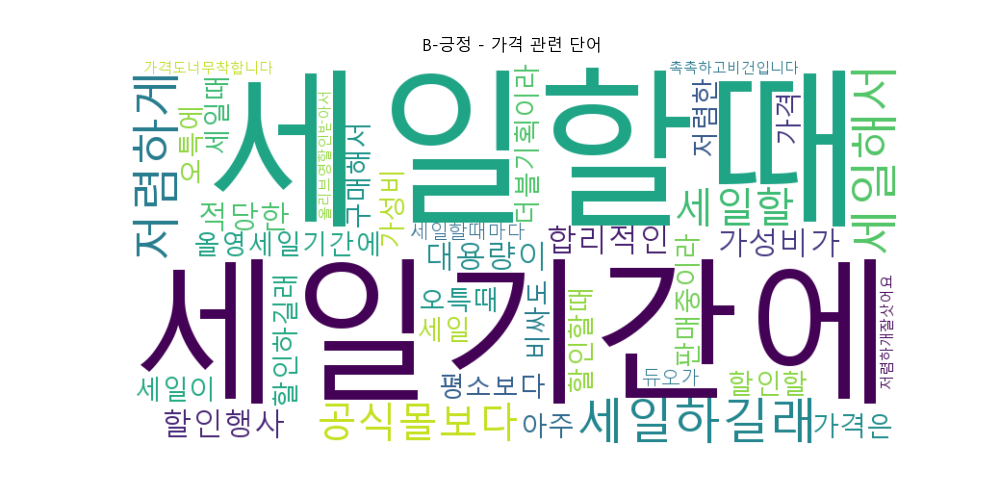 B-긍정 - 가격 관련 단어
가격도너무착합니다
촉촉하고비건입니다
저렴하게
오특에
세일때
세일할때
올리브영할인받아서
구매해서
가성비
더블기획이라
저렴한
가격
세일해서
적당한
세일할
올영세일기간에
세일할때마다
대용량이
합리적인
가성비가
세일기간에
할인하길래
오특때
세일
비싸도
할인할때
판매중이라
저렴하개잘삿어요
세일이
평소보다
듀오가
할인할
할인행사
공식몰보다
아주
세일하길래
가격은